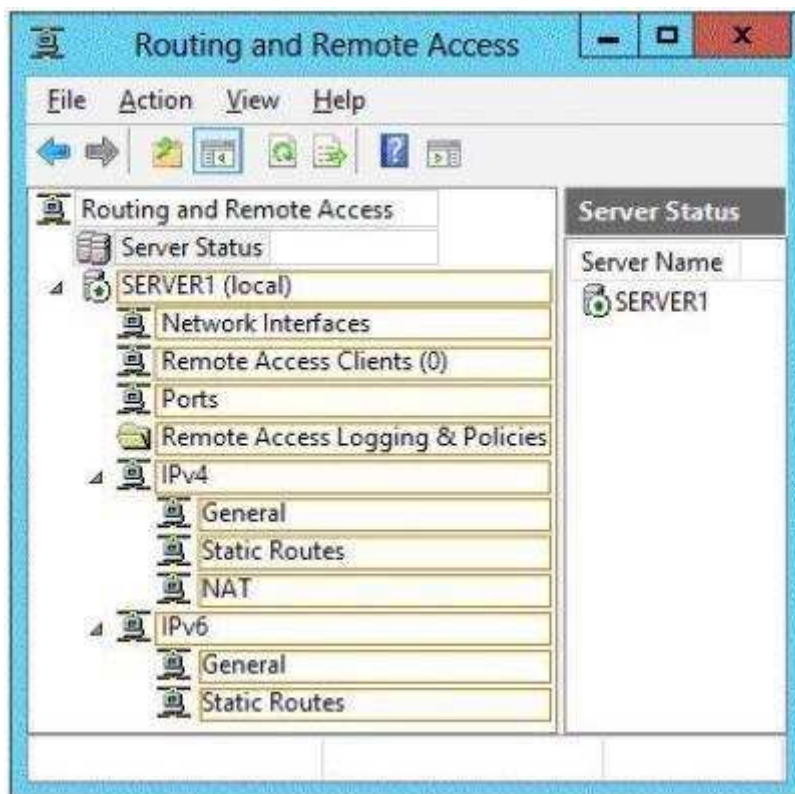 Routing and Remote Access
File Action View Help
Routing and Remote Access
Server Status
SERVER1 (local)
Network Interfaces
Remote Access Clients (0)
Ports
Remote Access Logging & Policies
IPv4
General
Static Routes
NAT
IPv6
General
Static Routes
Server Status
Server Name
SERVER1